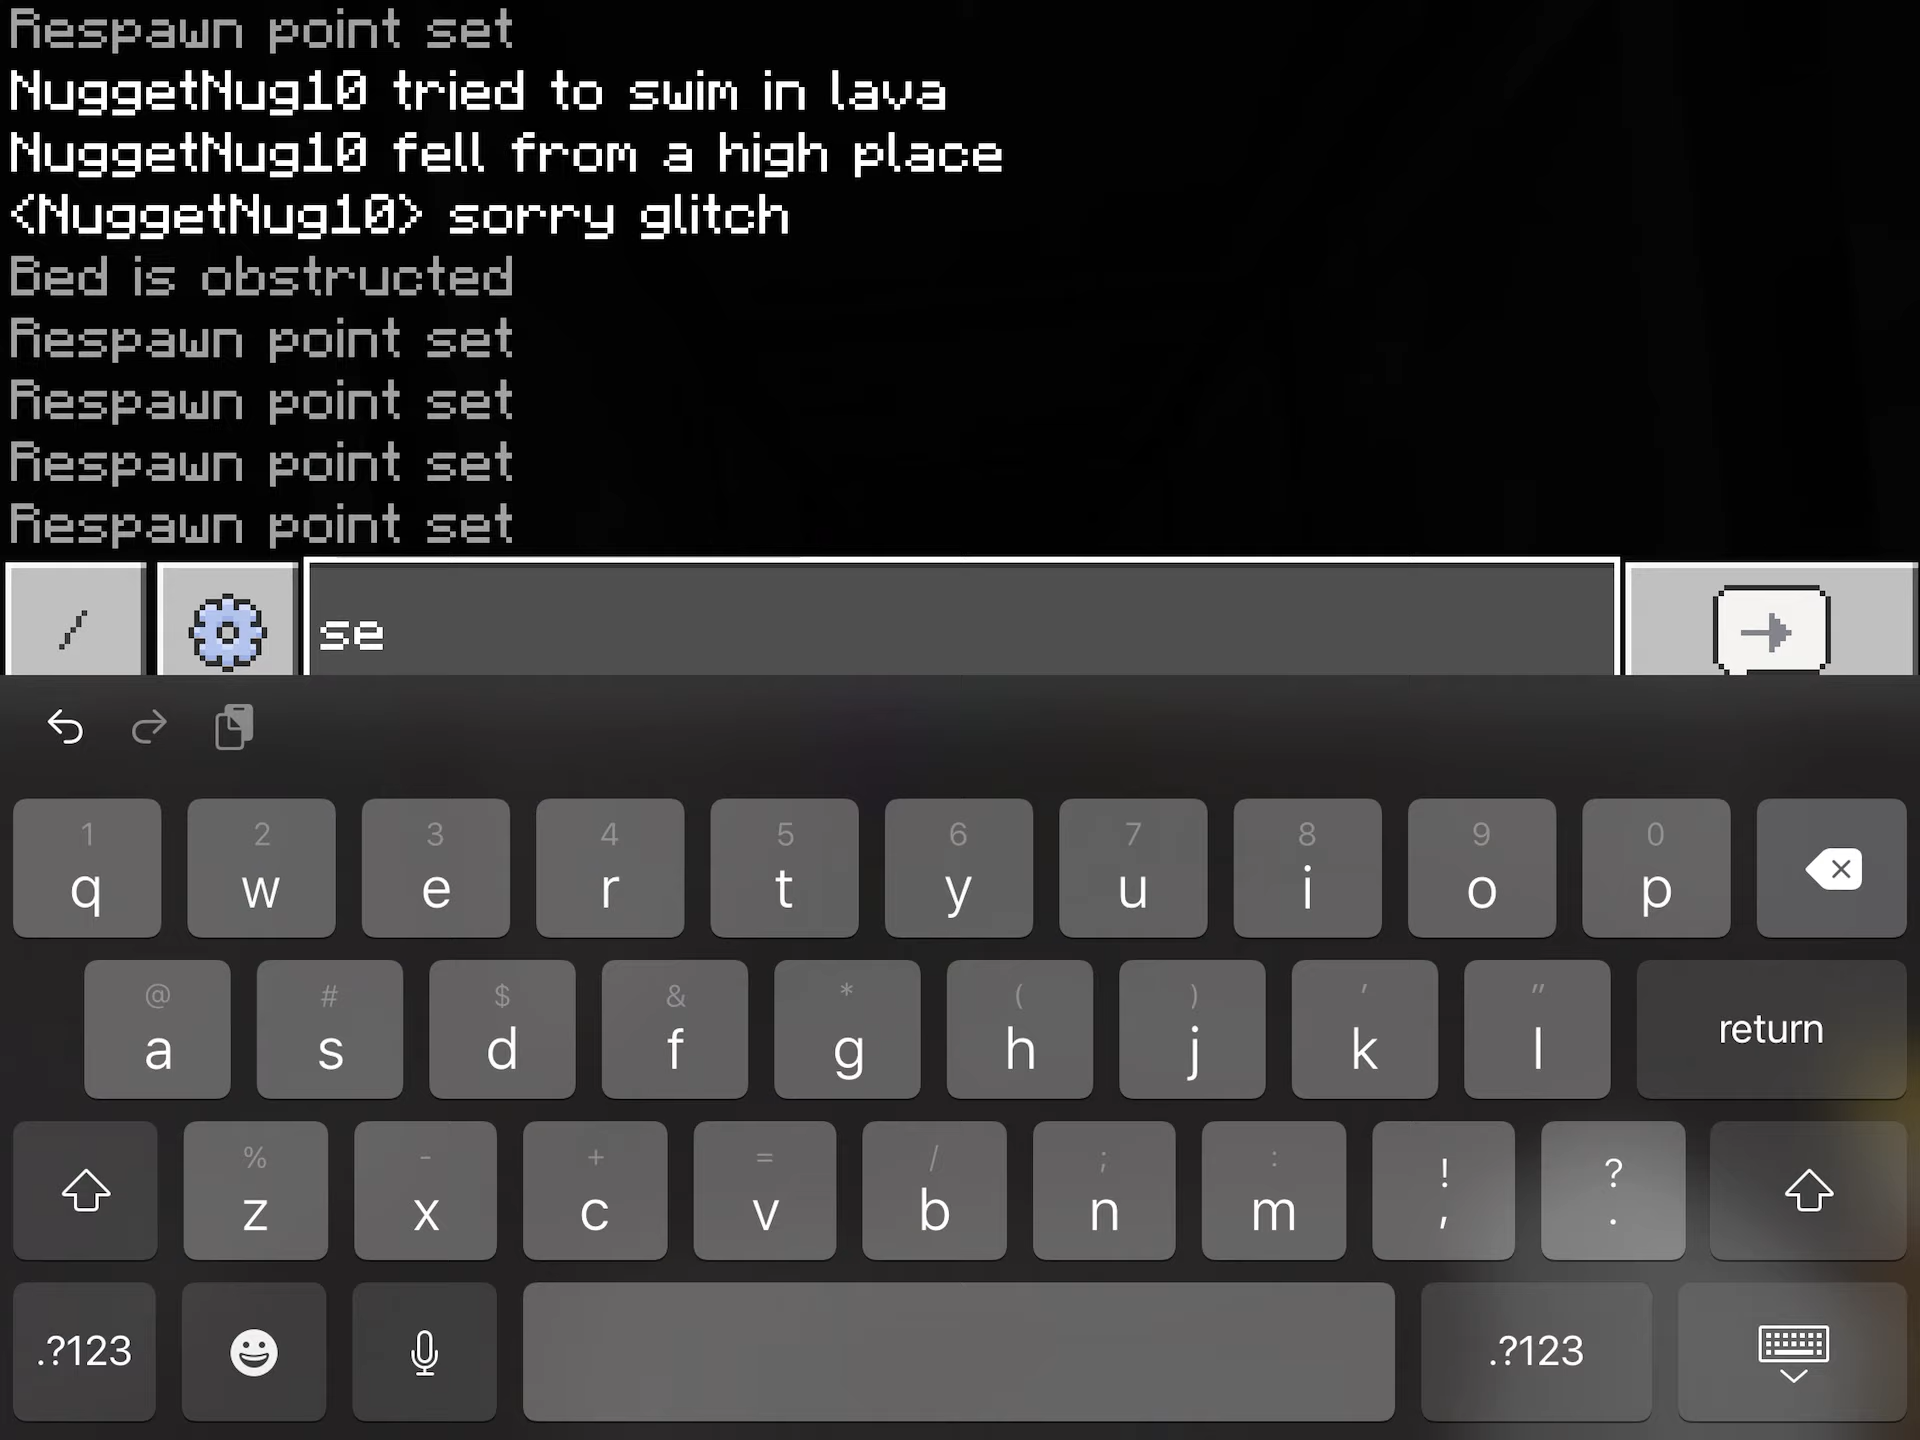 Respawn point set
NuggetNug10 tried to swim in lava
NuggetNug10 fell from a high place
<NuggetNug10> sorry glitch
Bed is obstructed
Respawn point set
Respawn point set
Respawn point set
Respawn point set
/ se
1 2 3 4 5 6 7 8 9 0
q w e r t y u i o p
@ # $ & * ( ) ' "
a s d f g h j k l return
% - + = / ; : ! ?
z x c v b n m , .
.?123 .?123